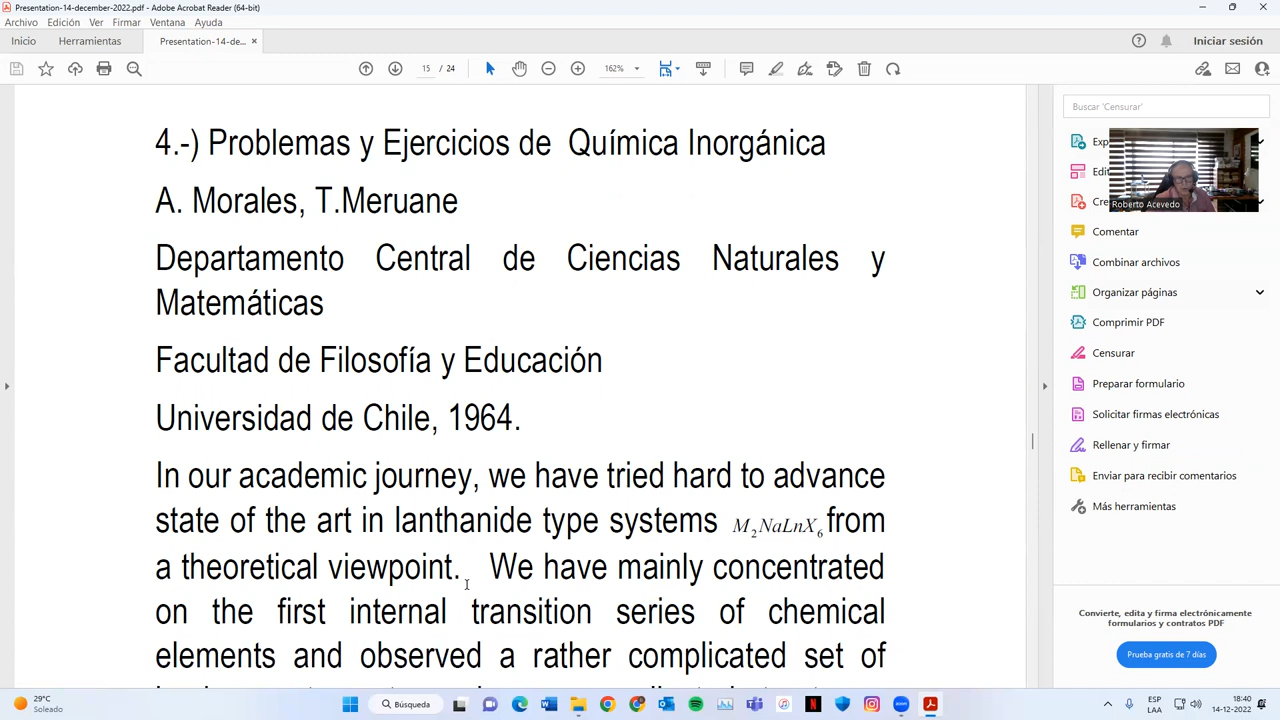 Presentation-14-december-2022.pdf - Adobe Acrobat Reader (64-bit)
Archivo Edición Ver Firmar Ventana Ayuda
Inicio Herramientas Presentation-14-de... × Iniciar sesión
15 / 24 162%
4.-) Problemas y Ejercicios de Química Inorgánica
A. Morales, T.Meruane
Departamento Central de Ciencias Naturales y
Matemáticas
Facultad de Filosofía y Educación
Universidad de Chile, 1964.
In our academic journey, we have tried hard to advance
state of the art in lanthanide type systems M₂NaLnX₆ from
a theoretical viewpoint. We have mainly concentrated
on the first internal transition series of chemical
elements and observed a rather complicated set of
Buscar 'Censurar'
Exp
Edit
Cre
Roberto Acevedo
Comentar
Combinar archivos
Organizar páginas
Comprimir PDF
Censurar
Preparar formulario
Solicitar firmas electrónicas
Rellenar y firmar
Enviar para recibir comentarios
Más herramientas
Convierte, edita y firma electrónicamente
formularios y contratos PDF
Prueba gratis de 7 días
29°C
Soleado
Búsqueda
ESP
LAA
18:40
14-12-2022